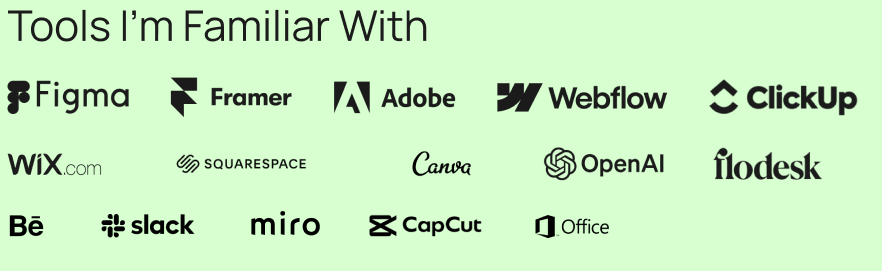 Tools I'm Familiar With
Figma Framer Adobe Webflow ClickUp
WiX.com SQUARESPACE Canva OpenAI flodesk
Bē slack miro CapCut Office